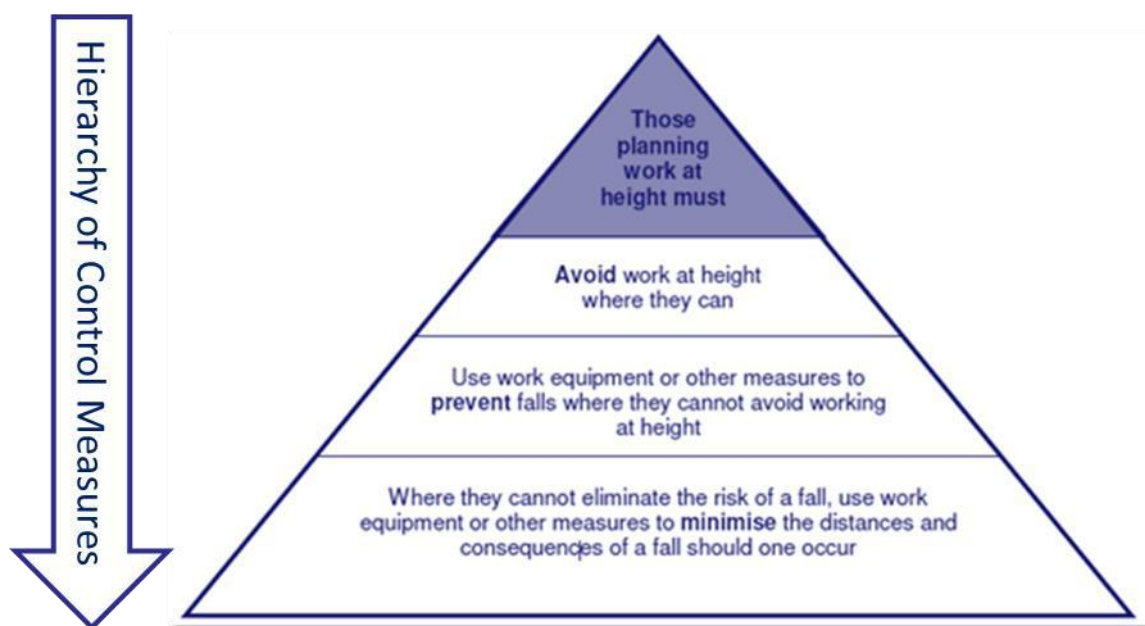 Hierarchy of Control Measures
Those
planning
work at
height must
Avoid work at height
where they can
Use work equipment or other measures to
prevent falls where they cannot avoid working
at height
Where they cannot eliminate the risk of a fall, use work
equipment or other measures to minimise the distances and
consequences of a fall should one occur